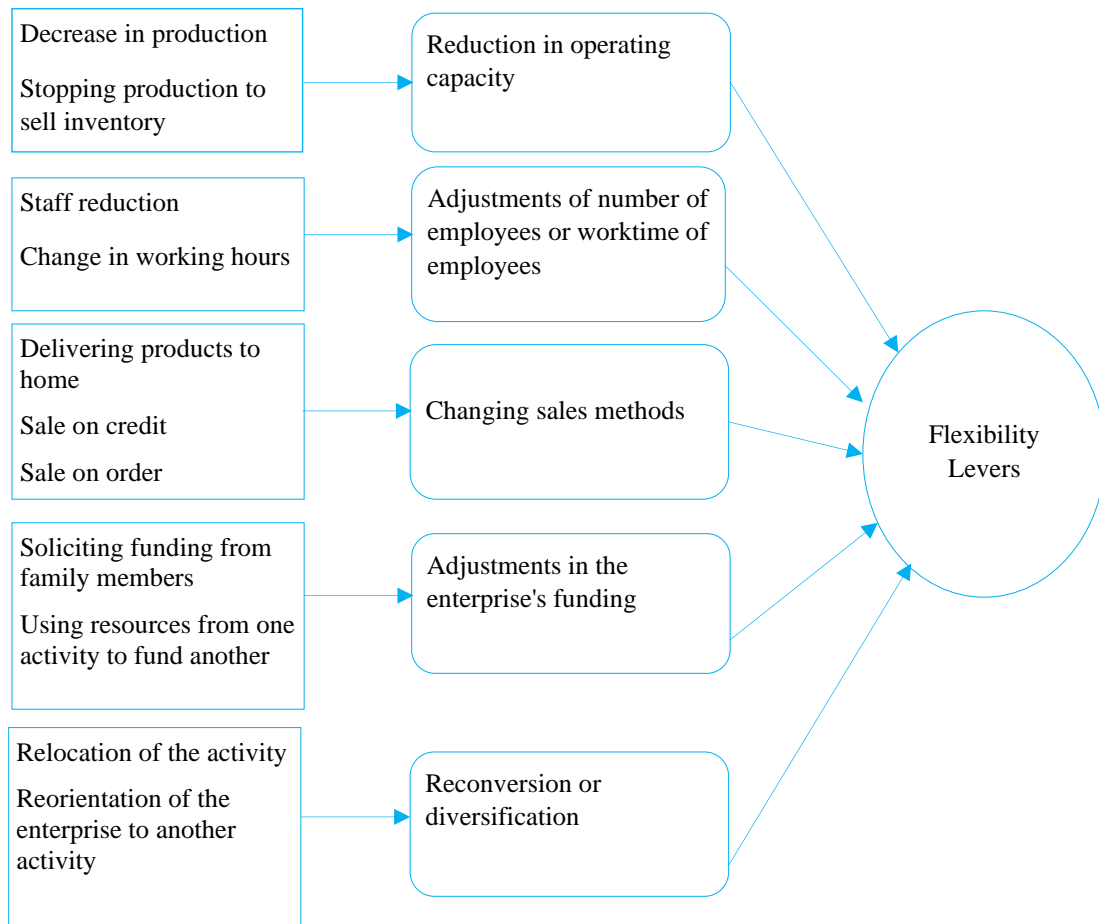 Decrease in production
Stopping production to
sell inventory
Reduction in operating
capacity
Staff reduction
Change in working hours
Adjustments of number of
employees or worktime of
employees
Delivering products to
home
Sale on credit
Sale on order
Changing sales methods
Flexibility
Levers
Soliciting funding from
family members
Using resources from one
activity to fund another
Adjustments in the
enterprise's funding
Relocation of the activity
Reorientation of the
enterprise to another
activity
Reconversion or
diversification